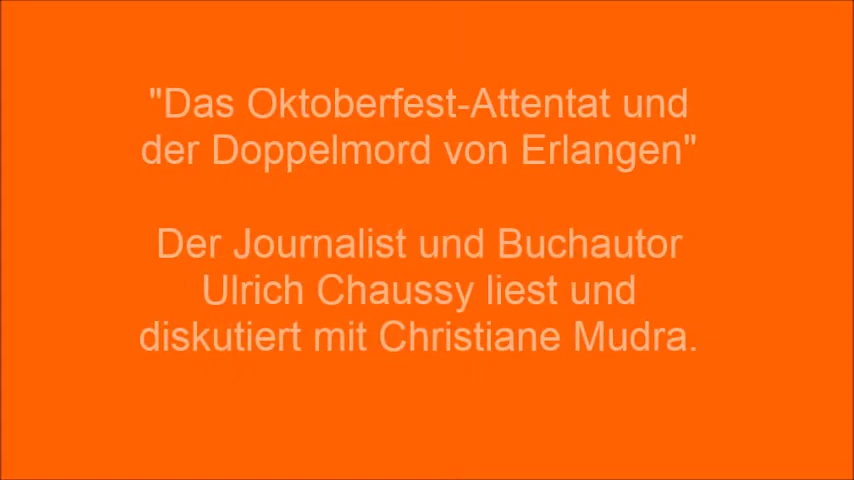 "Das Oktoberfest-Attentat und
der Doppelmord von Erlangen"
Der Journalist und Buchautor
Ulrich Chaussy liest und
diskutiert mit Christiane Mudra.